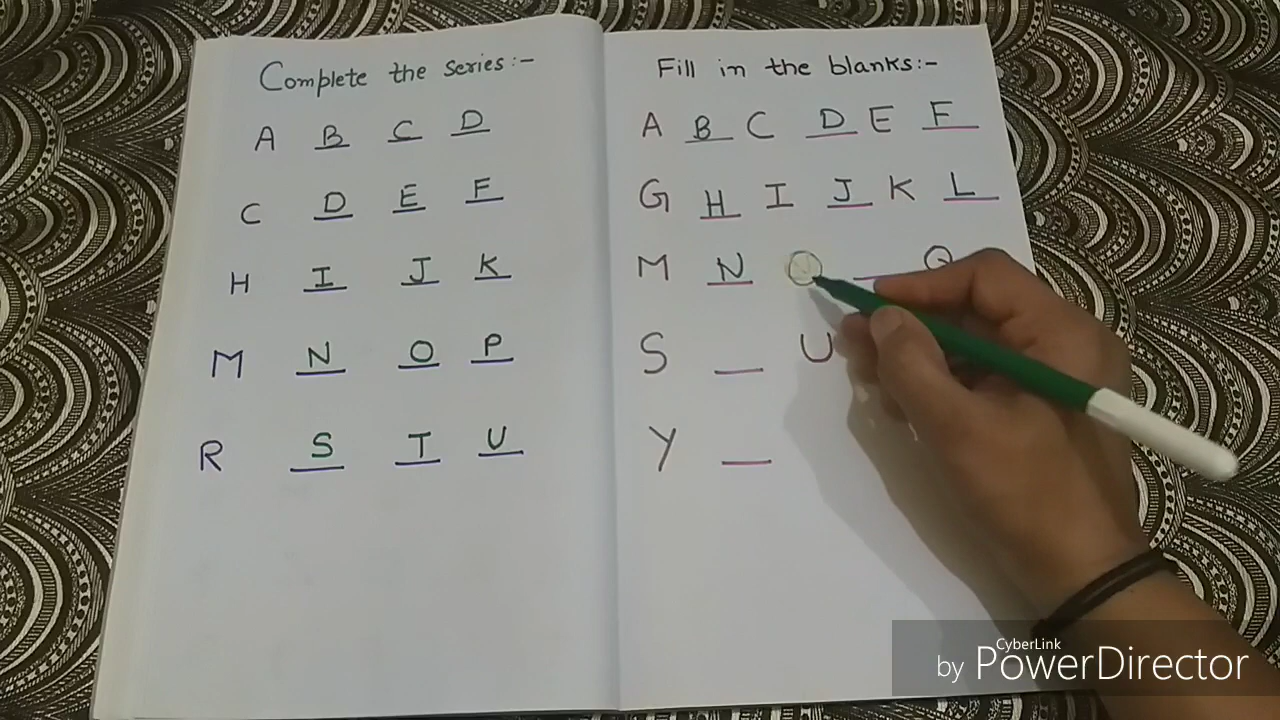 Complete the series:-
A B C D
C D E F
H I J K
M N O P
R S T U
Fill in the blanks:-
A B C D E F
G H I J K L
M N O _ Q
S _ U
Y _
CyberLink
by PowerDirector